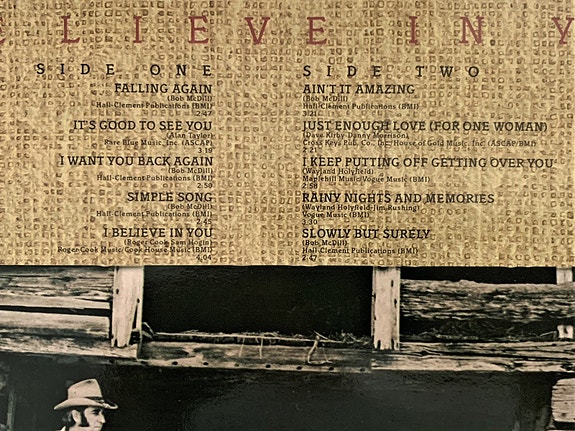 LIEVE IN Y
SIDE ONE
FALLING AGAIN
(Bob McDill)
Hall-Clement Publications (BMI)
2:47
IT'S GOOD TO SEE YOU
(Alan Taylor)
Rare Blue Music, Inc. (ASCAP)
3:15
I WANT YOU BACK AGAIN
(Bob McDill)
Hall-Clement Publications (BMI)
2:50
SIMPLE SONG
(Bob McDill)
Hall-Clement Publications (BMI)
I BELIEVE IN YOU
(Roger Cook-Sam Hogin)
Roger Cook Music/Cook House Music (BMI)
4:04
SIDE TWO
AIN'T IT AMAZING
(Bob McDill)
Hall-Clement Publications (BMI)
3:21
JUST ENOUGH LOVE (FOR ONE WOMAN)
(Dave Kirby-Danny Morrison)
Cross Keys Pub. Co., Inc./House of Gold Music, Inc. (ASCAP/BMI)
2:21
I KEEP PUTTING OFF GETTING OVER YOU
(Wayland Holyfield)
Maplehill Music/Vogue Music (BMI)
2:58
RAINY NIGHTS AND MEMORIES
(Wayland Holyfield-Jim Rushing)
Vogue Music (BMI)
3:30
SLOWLY BUT SURELY
(Bob McDill)
Hall-Clement Publications (BMI)
2:47